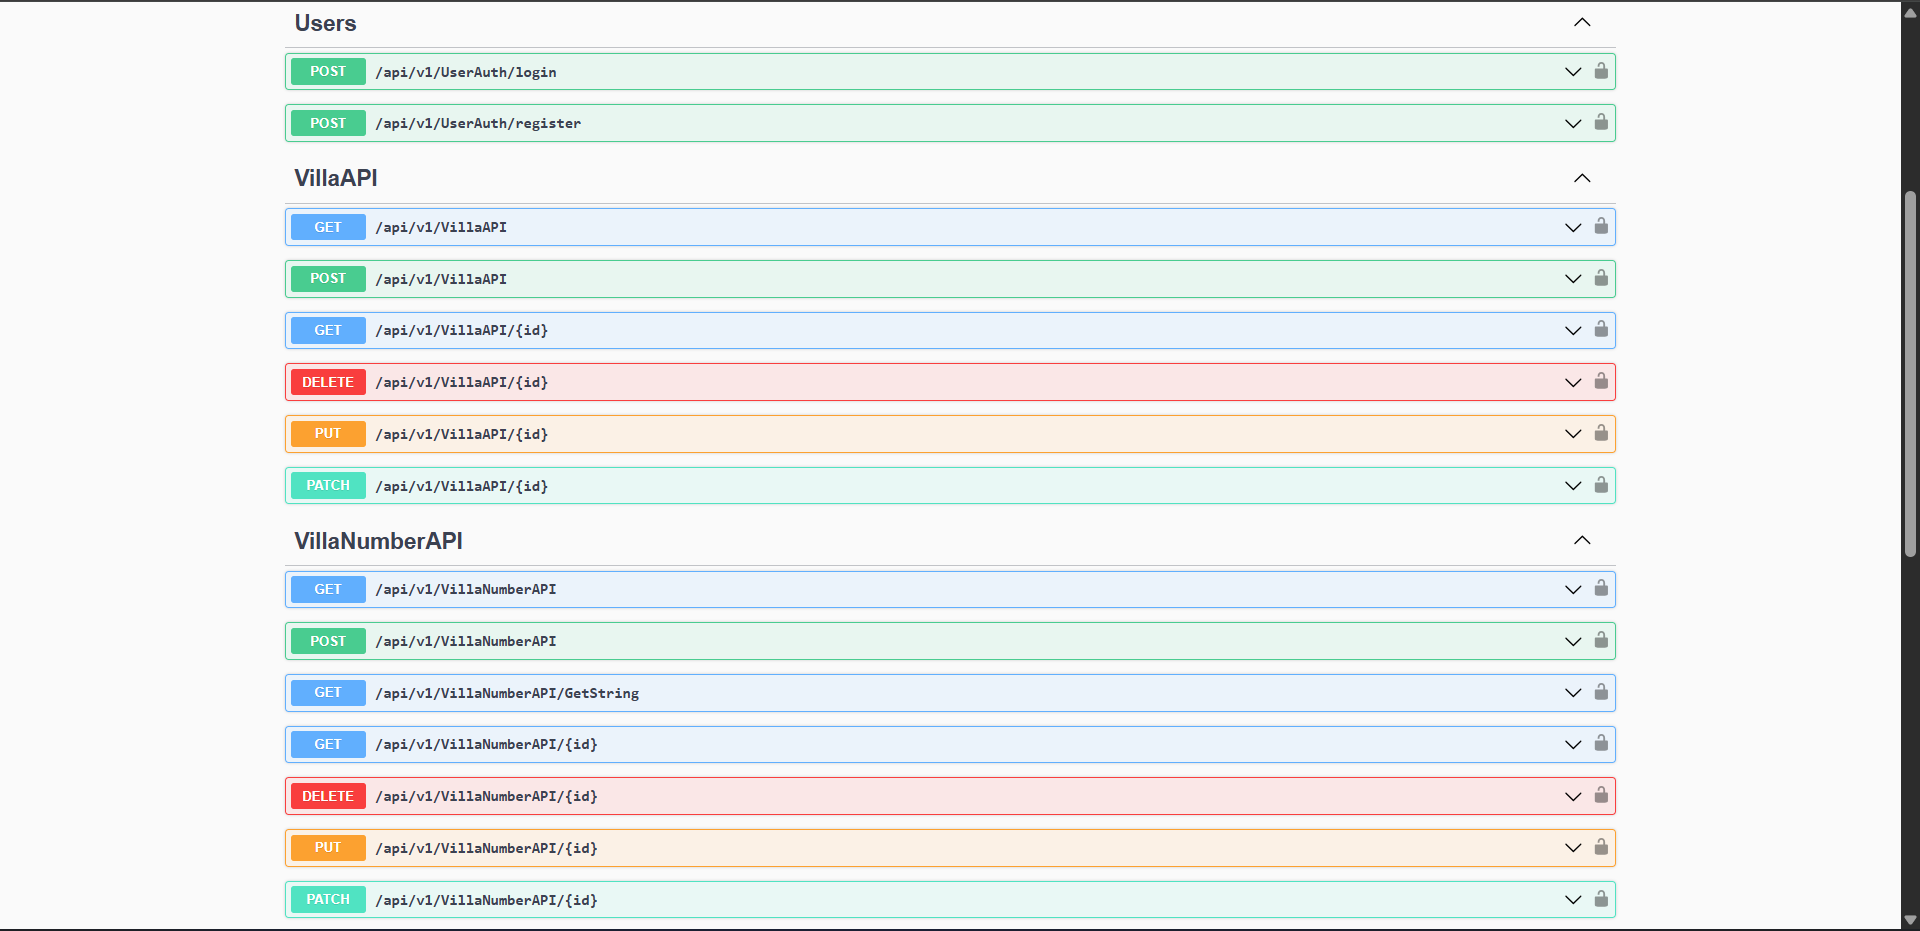 Users
POST /api/v1/UserAuth/login
POST /api/v1/UserAuth/register
VillaAPI
GET /api/v1/VillaAPI
POST /api/v1/VillaAPI
GET /api/v1/VillaAPI/{id}
DELETE /api/v1/VillaAPI/{id}
PUT /api/v1/VillaAPI/{id}
PATCH /api/v1/VillaAPI/{id}
VillaNumberAPI
GET /api/v1/VillaNumberAPI
POST /api/v1/VillaNumberAPI
GET /api/v1/VillaNumberAPI/GetString
GET /api/v1/VillaNumberAPI/{id}
DELETE /api/v1/VillaNumberAPI/{id}
PUT /api/v1/VillaNumberAPI/{id}
PATCH /api/v1/VillaNumberAPI/{id}